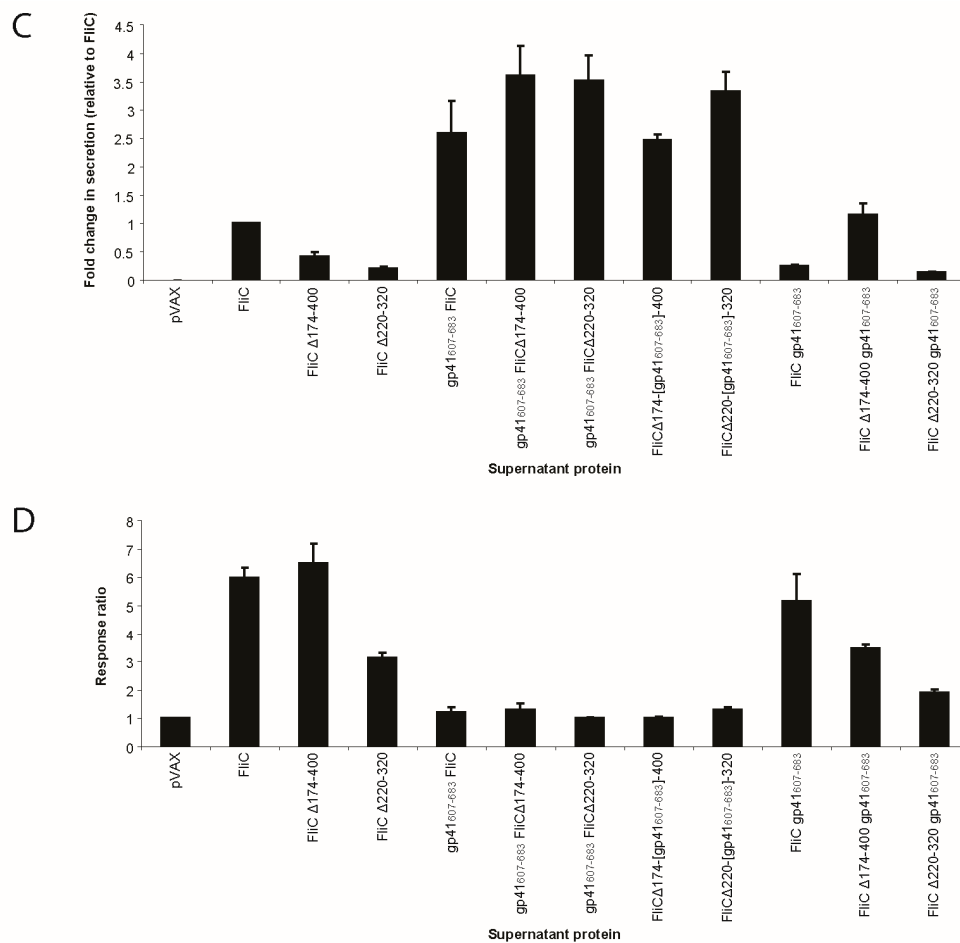 C
Fold change in secretion (relative to FliC)
4.5
4
3.5
3
2.5
2
1.5
1
0.5
0
pVAX
FliC
FliC Δ174-400
FliC Δ220-320
gp41607-683 FliC
gp41607-683 FliCΔ174-400
gp41607-683 FliCΔ220-320
FliCΔ174-[gp41607-683]-400
FliCΔ220-[gp41607-683]-320
FliC gp41607-683
FliC Δ174-400 gp41607-683
FliC Δ220-320 gp41607-683
Supernatant protein
D
Response ratio
8
7
6
5
4
3
2
1
0
pVAX
FliC
FliC Δ174-400
FliC Δ220-320
gp41607-683 FliC
gp41607-683 FliCΔ174-400
gp41607-683 FliCΔ220-320
FliCΔ174-[gp41607-683]-400
FliCΔ220-[gp41607-683]-320
FliC gp41607-683
FliC Δ174-400 gp41607-683
FliC Δ220-320 gp41607-683
Supernatant protein